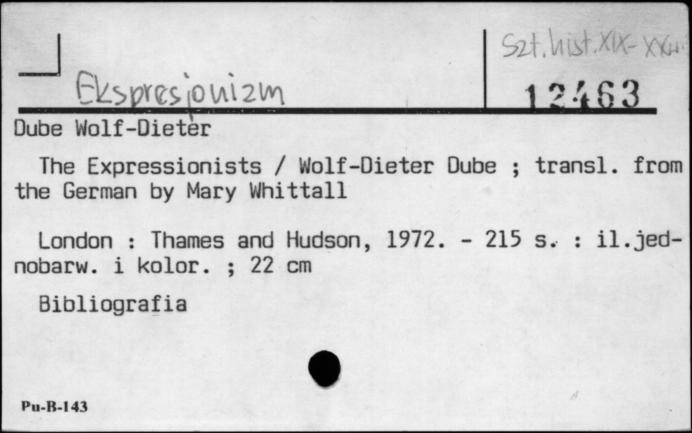 Szt. hist. XIX-XXw.
Ekspresjonizm
12463
Dube Wolf-Dieter
The Expressionists / Wolf-Dieter Dube ; transl. from
the German by Mary Whittall
London : Thames and Hudson, 1972. - 215 s. : il.jed-
nobarw. i kolor. ; 22 cm
Bibliografia
Pu-B-143